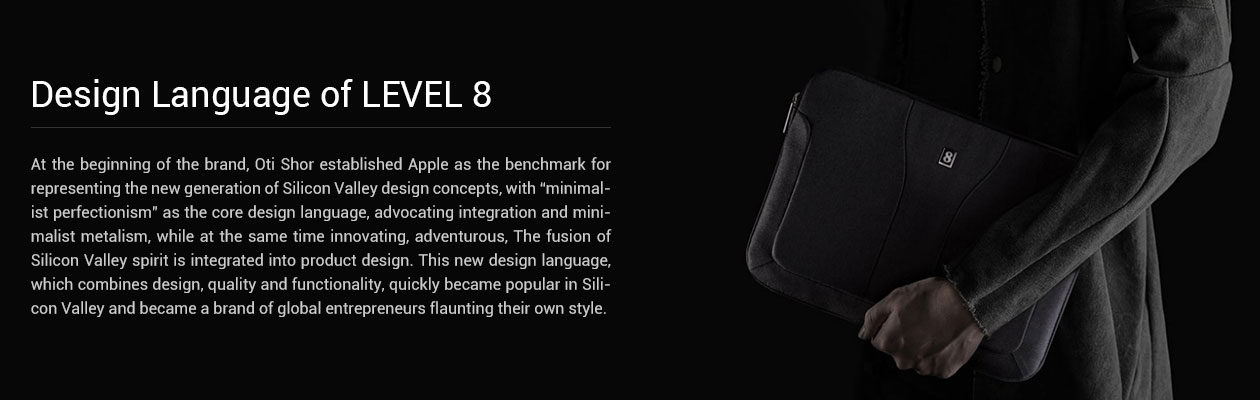 Design Language of LEVEL 8
At the beginning of the brand, Oti Shor established Apple as the benchmark for
representing the new generation of Silicon Valley design concepts, with “minimal-
ist perfectionism" as the core design language, advocating integration and mini-
malist metalism, while at the same time innovating, adventurous, The fusion of
Silicon Valley spirit is integrated into product design. This new design language,
which combines design, quality and functionality, quickly became popular in Sili-
con Valley and became a brand of global entrepreneurs flaunting their own style.
8